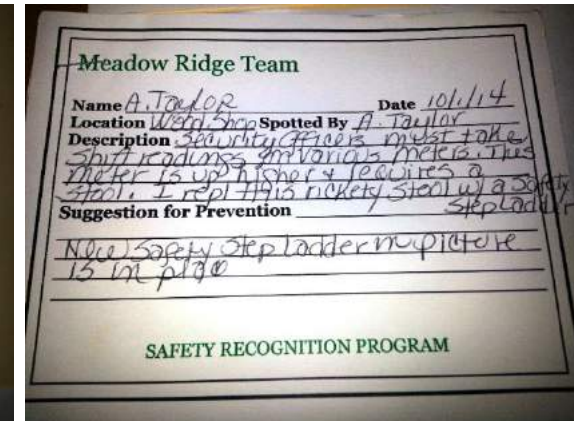 Meadow Ridge Team
Name A. Taylor Date 10/1/14
Location Wood Shop Spotted By A. Taylor
Description Security Officers must take
shift readings on various meters. This
meter is up higher & requires a
stool. I repl this rickety stool w/ a Safety
Suggestion for Prevention Step Ladder
New Safety Step Ladder in picture
is in place
SAFETY RECOGNITION PROGRAM